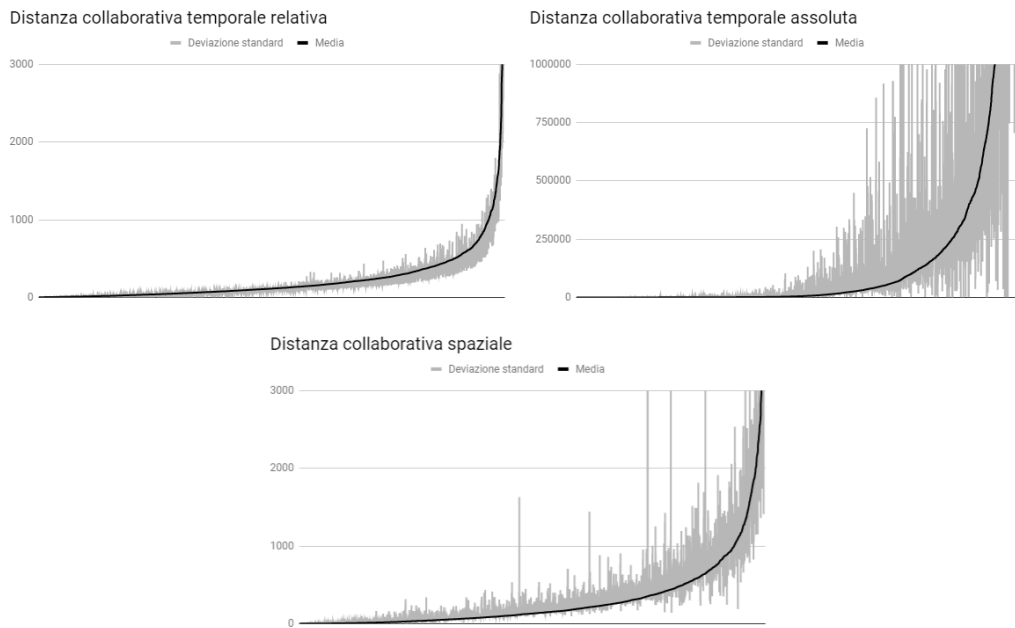 Distanza collaborativa temporale relativa
Deviazione standard Media
3000
2000
1000
0
Distanza collaborativa temporale assoluta
Deviazione standard Media
1000000
750000
500000
250000
0
Distanza collaborativa spaziale
Deviazione standard Media
3000
2000
1000
0